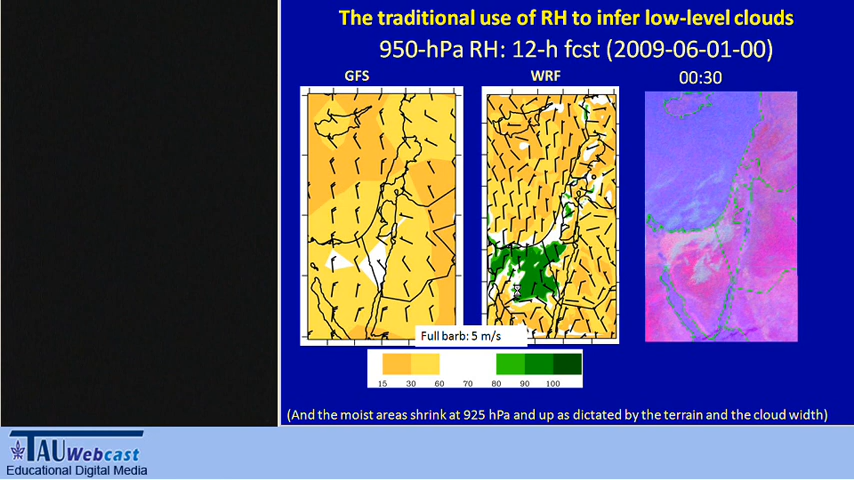 The traditional use of RH to infer low-level clouds
950-hPa RH: 12-h fcst (2009-06-01-00)
GFS
WRF
00:30
Full barb: 5 m/s
15 30 60 70 80 90 100
(And the moist areas shrink at 925 hPa and up as dictated by the terrain and the cloud width)
TAU Webcast
Educational Digital Media